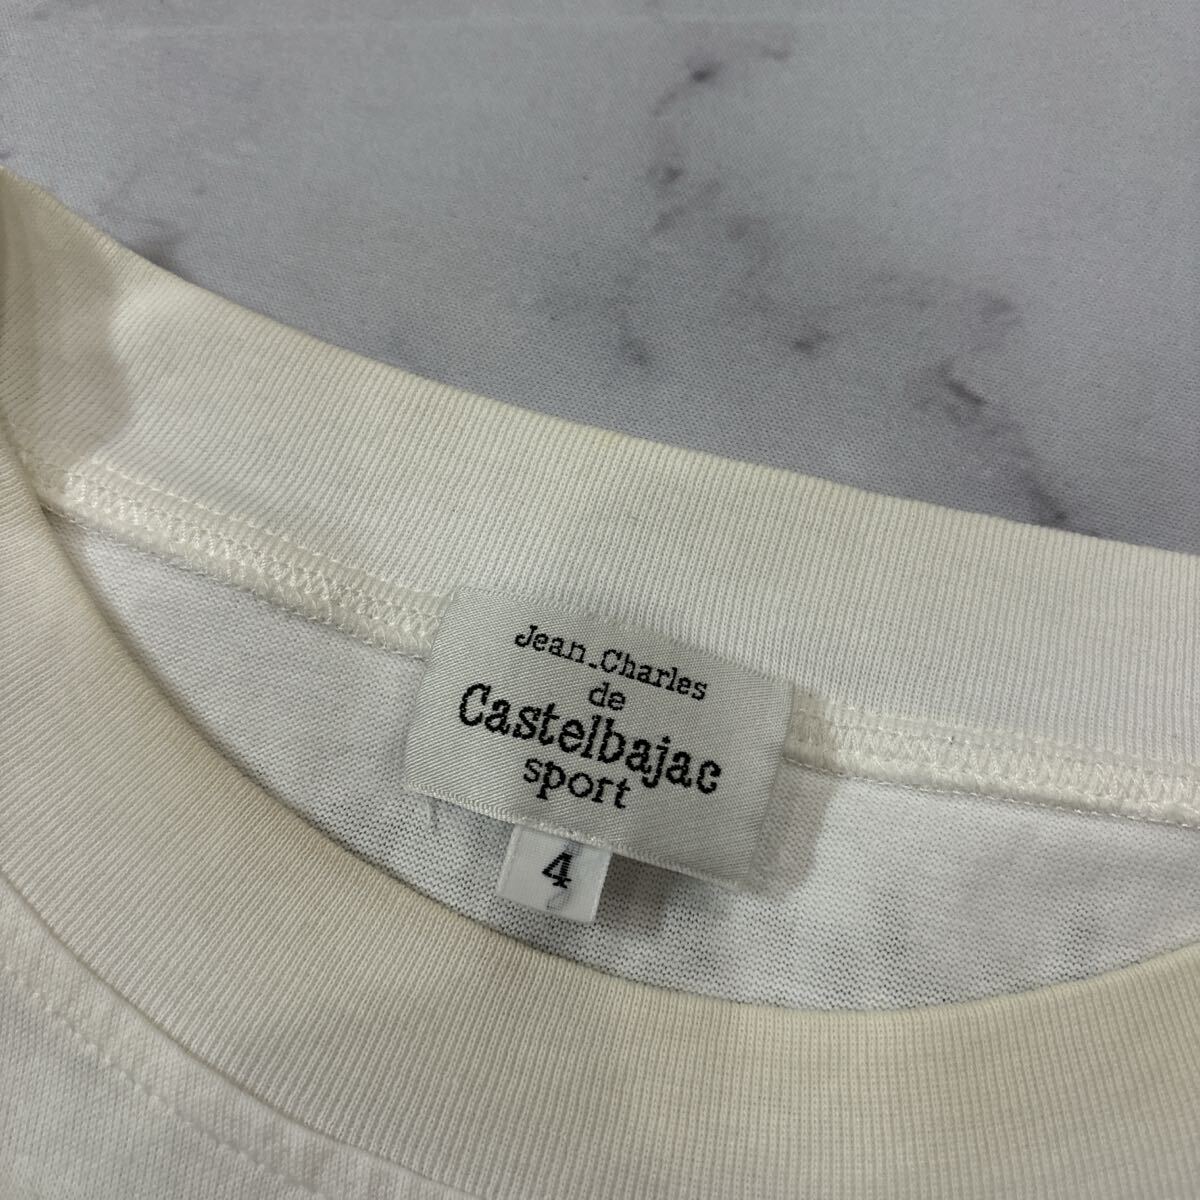 Jean-Charles
de
Castelbajac
sport
4